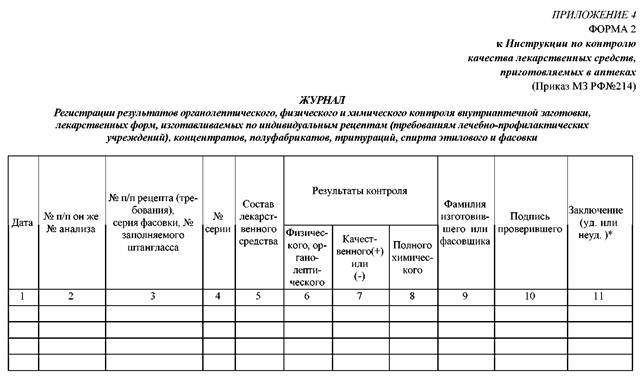 ПРИЛОЖЕНИЕ 4
ФОРМА 2
к Инструкции по контролю
качества лекарственных средств,
приготовляемых в аптеках
(Приказ МЗ РФ№214)
ЖУРНАЛ
Регистрации результатов органолептического, физического и химического контроля внутриаптечной заготовки,
лекарственных форм, изготавливаемых по индивидуальным рецептам (требованиям лечебно-профилактических
учреждений), концентратов, полуфабрикатов, тритураций, спирта этилового и фасовки
Дата
№ п/п он же
№ анализа
№ п/п рецепта (тре-
бования),
серия фасовки, №
заполняемого
штангласса
№
серии
Состав
лекарст-
венного
средства
Результаты контроля
Физичес-
кого, ор-
гано-
лепти-
ческого
Качест-
венного(+)
или
(-)
Полного
химичес-
кого
Фамилия
изготовив-
шего или
фасовщика
Подпись
проверившего
Заключение
(уд. или
неуд. )*
1 2 3 4 5 6 7 8 9 10 11